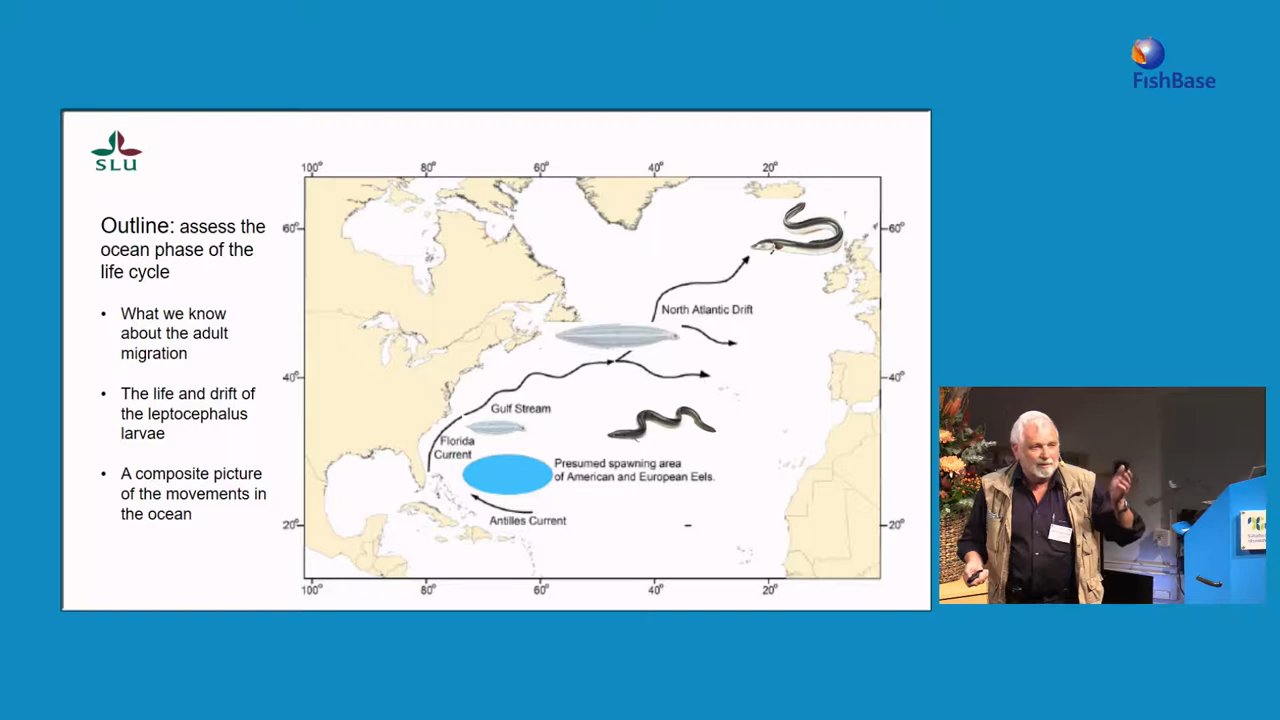 FishBase
SLU
Outline: assess the
ocean phase of the
life cycle
• What we know
about the adult
migration
• The life and drift of
the leptocephalus
larvae
• A composite picture
of the movements in
the ocean
100° 80° 60° 40° 20°
60° 60°
North Atlantic Drift
40° 40°
Gulf Stream
Florida
Current
Presumed spawning area
of American and European Eels.
Antilles Current
20° 20°
100° 80° 60° 40° 20°